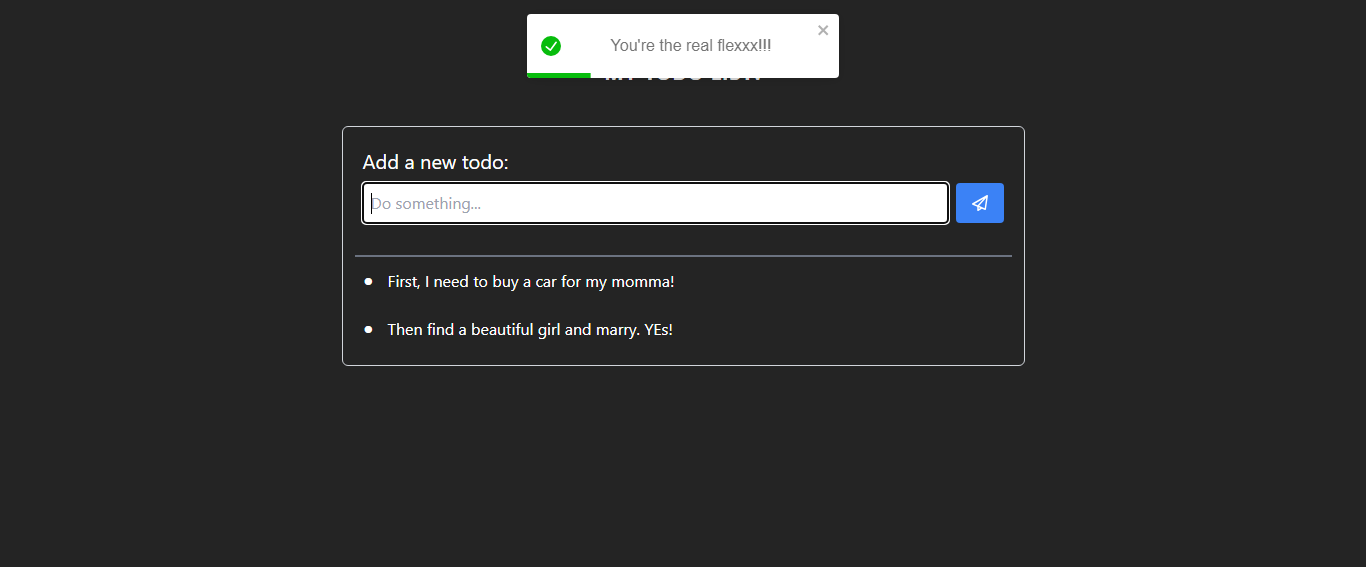 You're the real flexxx!!!
Add a new todo:
Do something...
First, I need to buy a car for my momma!
Then find a beautiful girl and marry. YEs!